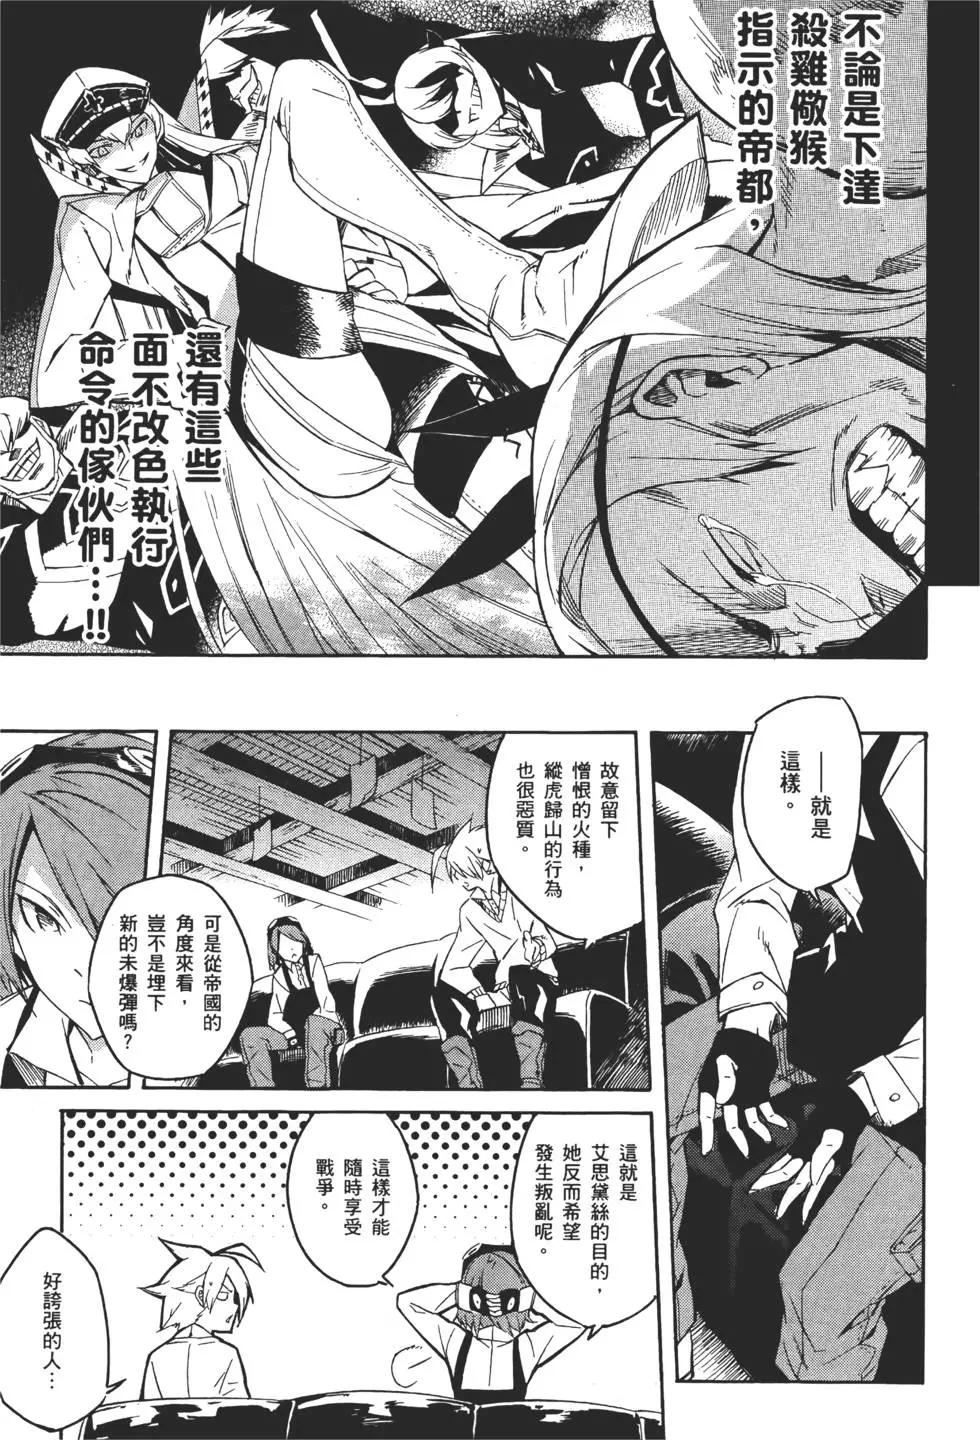 不論是下達
殺雞儆猴
指示的帝都，
還有這些
面不改色執行
命令的傢伙們…!!
──就是
這樣。
故意留下
憎恨的火種，
縱虎歸山的行為
也很惡質。
可是從帝國的
角度來看，
豈不是埋下
新的未爆彈嗎？
這就是
艾思黛絲的目的，
她反而希望
發生叛亂呢。
這樣才能
隨時享受
戰爭。
好誇張的人…